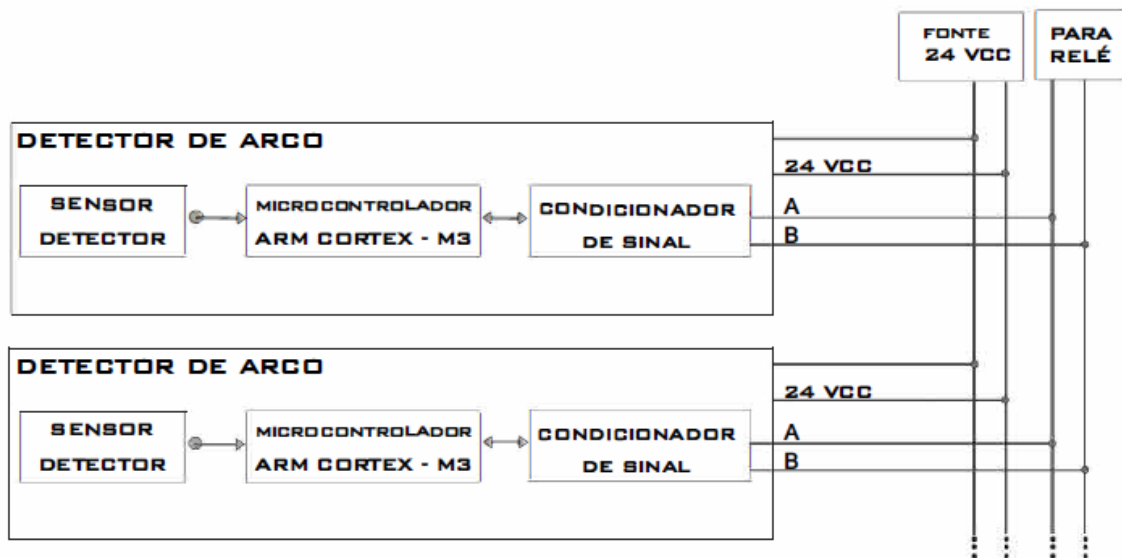 FONTE
24 VCC
PARA
RELÉ
DETECTOR DE ARCO
24 VCC
SENSOR
DETECTOR
MICROCONTROLADOR
ARM CORTEX - M3
CONDICIONADOR
DE SINAL
A
B
DETECTOR DE ARCO
24 VCC
SENSOR
DETECTOR
MICROCONTROLADOR
ARM CORTEX - M3
CONDICIONADOR
DE SINAL
A
B